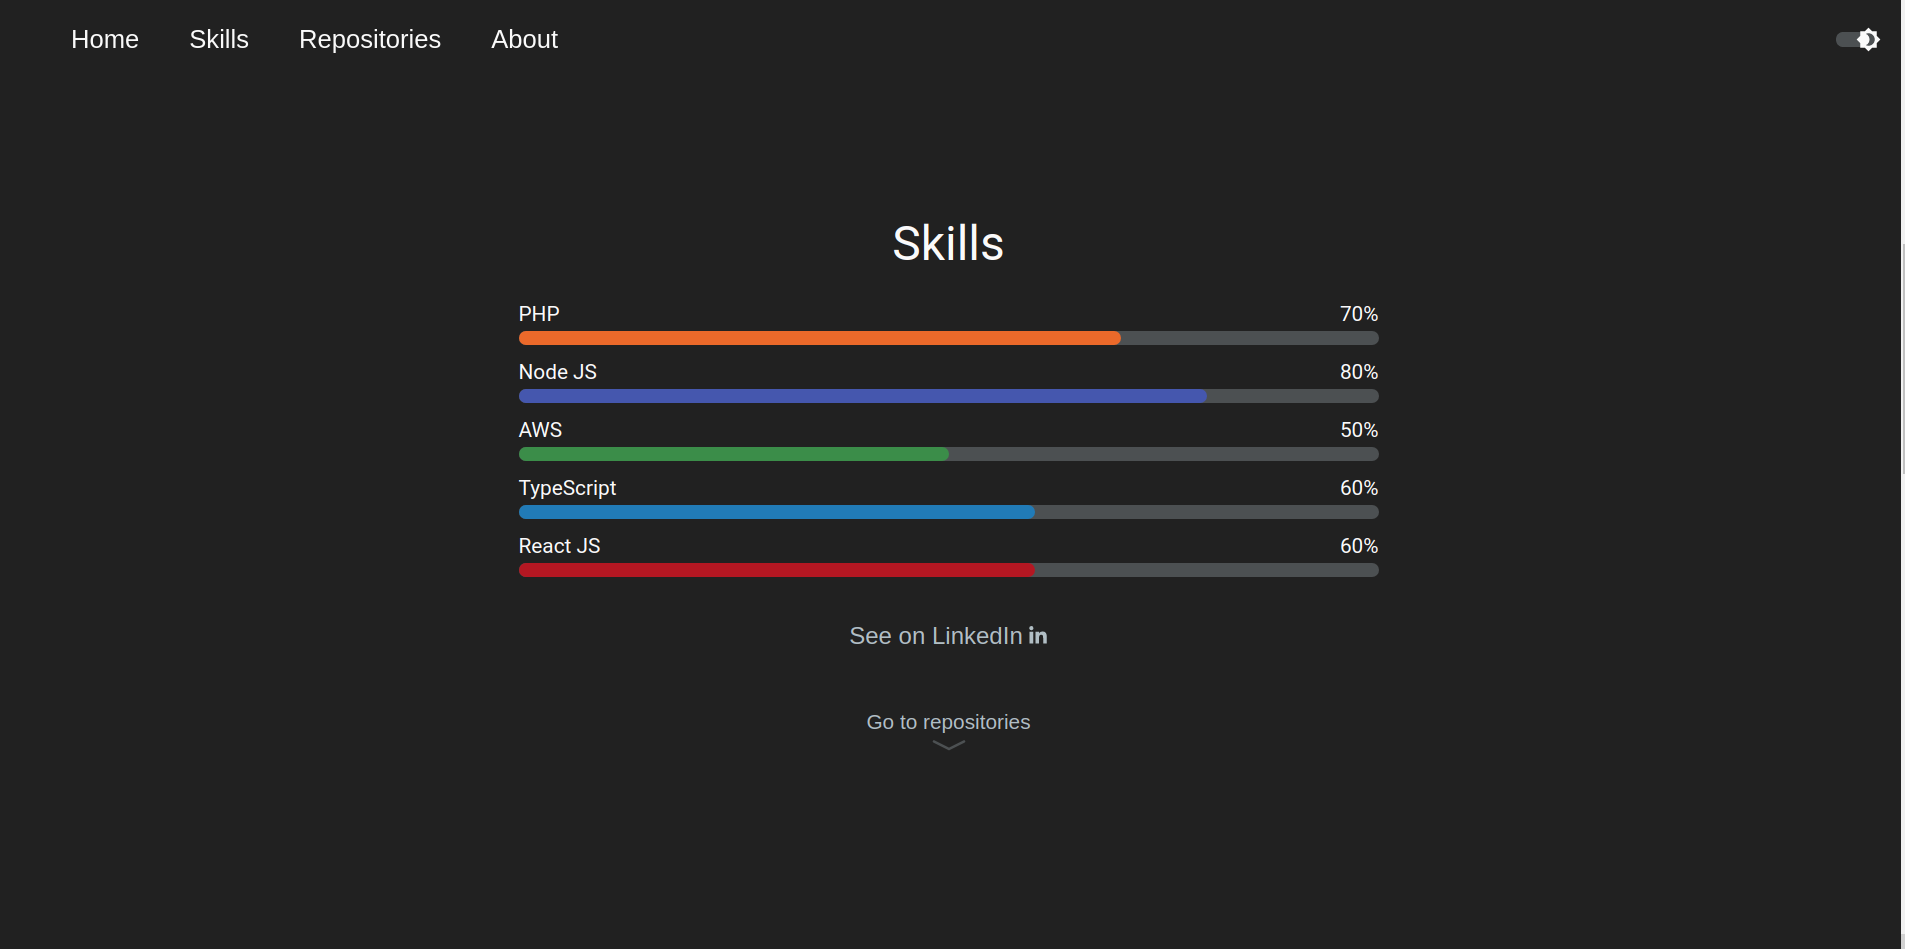 Home Skills Repositories About
Skills
PHP 70%
Node JS 80%
AWS 50%
TypeScript 60%
React JS 60%
See on LinkedIn in
Go to repositories